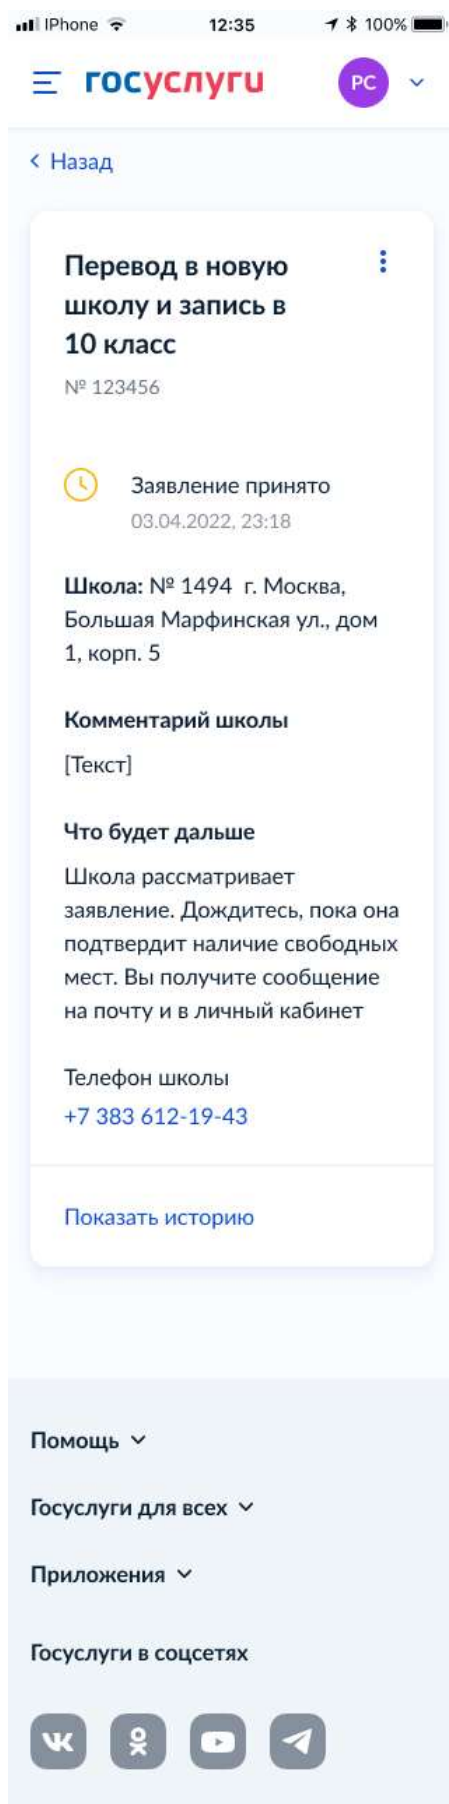 IPhone 12:35 100%
госуслуги РС
Назад
Перевод в новую
школу и запись в
10 класс
№ 123456
Заявление принято
03.04.2022, 23:18
Школа: № 1494 г. Москва,
Большая Марфинская ул., дом
1, корп. 5
Комментарий школы
[Текст]
Что будет дальше
Школа рассматривает
заявление. Дождитесь, пока она
подтвердит наличие свободных
мест. Вы получите сообщение
на почту и в личный кабинет
Телефон школы
+7 383 612-19-43
Показать историю
Помощь
Госуслуги для всех
Приложения
Госуслуги в соцсетях